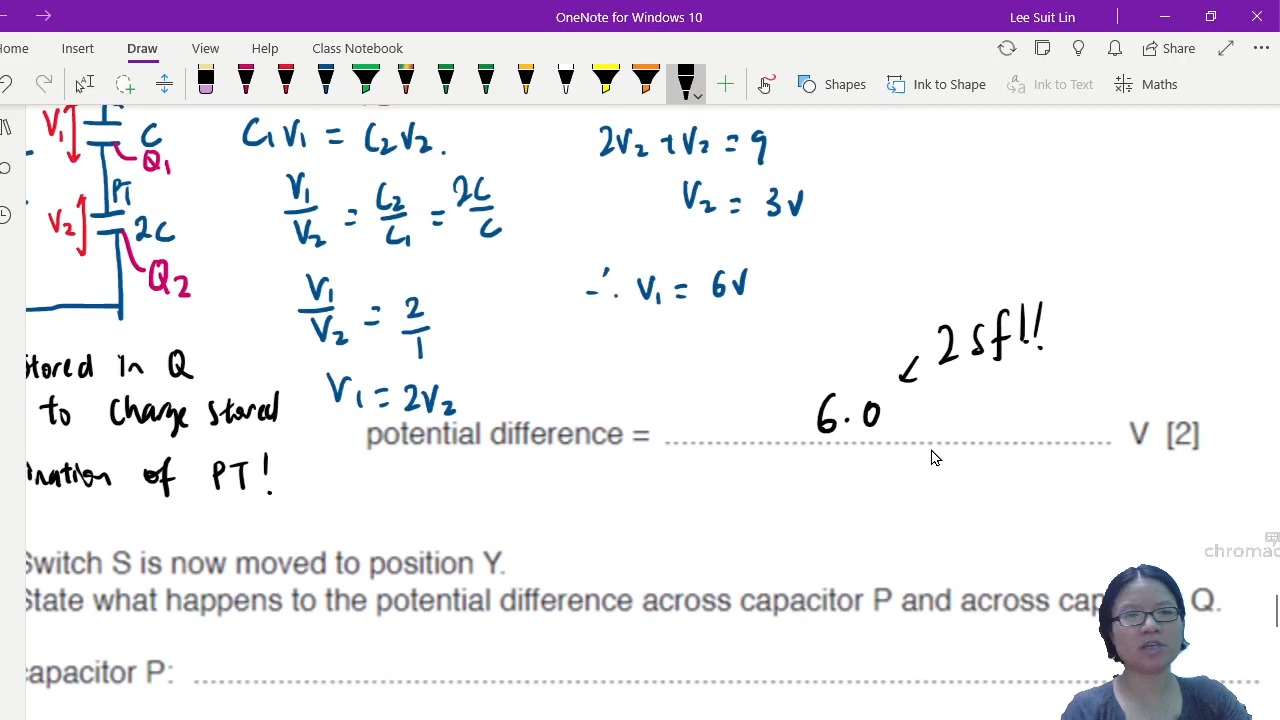 OneNote for Windows 10
Lee Suit Lin
Home Insert Draw View Help Class Notebook
Share
Shapes Ink to Shape Ink to Text Maths
V₁ C
Q₁
PT
V₂ 2C
Q₂
C₁V₁ = C₂V₂.
V₁/V₂ = C₂/C₁ = 2C/C
V₁/V₂ = 2/1
V₁ = 2V₂
2V₂ + V₂ = 9
V₂ = 3V
∴ V₁ = 6V
2 sf!!
6.0
stored in Q
to charge stored
of PT!
potential difference = ............ V [2]
Switch S is now moved to position Y.
State what happens to the potential difference across capacitor P and across Q.
capacitor P: ............